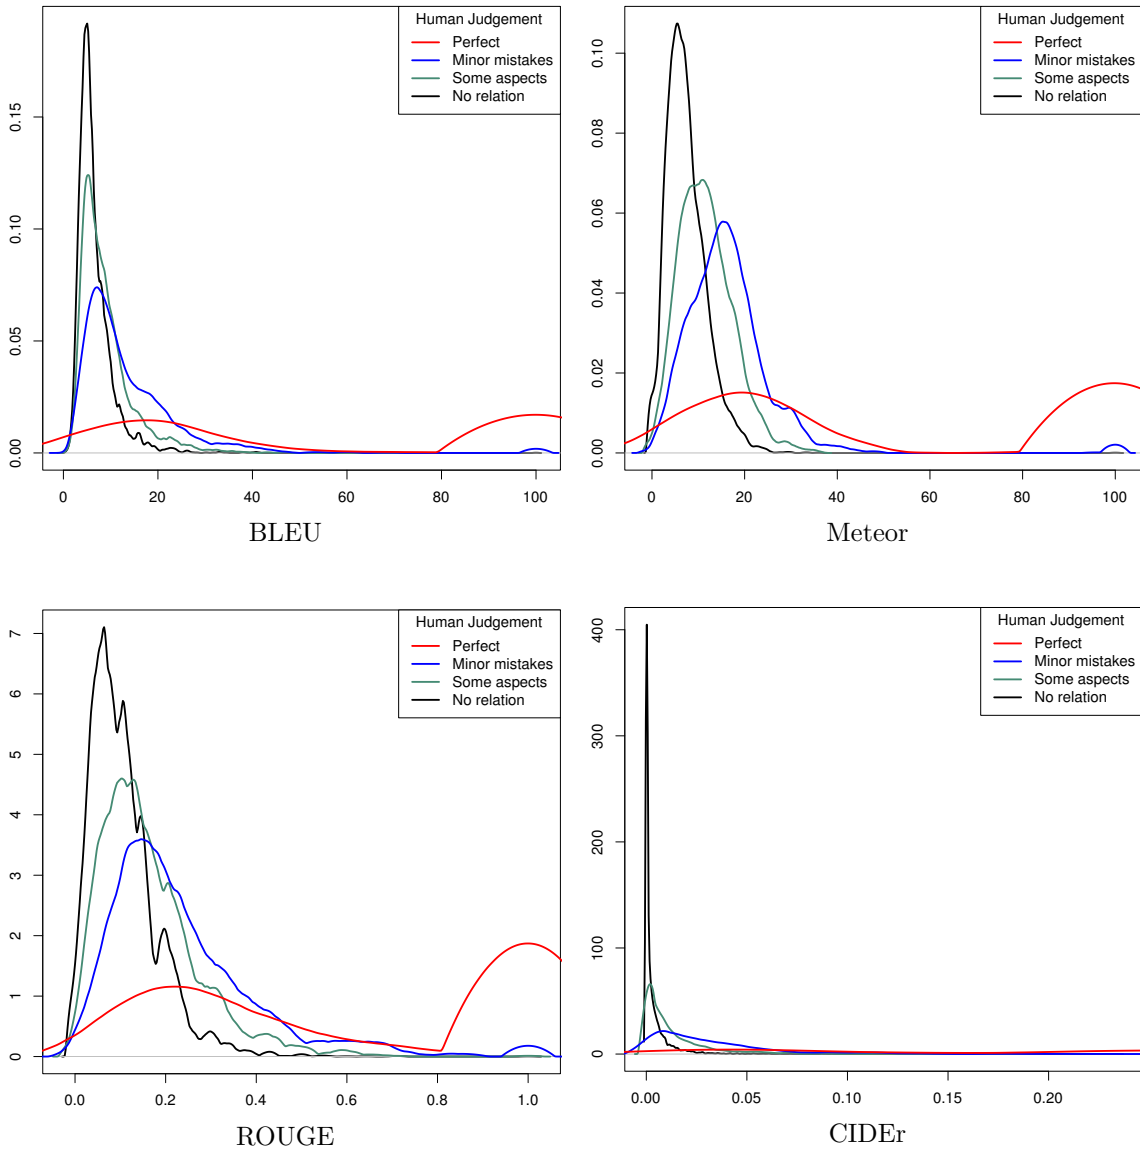 Human Judgement
Perfect
Minor mistakes
Some aspects
No relation
0.00
0.05
0.10
0.15
0 20 40 60 80 100
BLEU
Human Judgement
Perfect
Minor mistakes
Some aspects
No relation
0.00
0.02
0.04
0.06
0.08
0.10
0 20 40 60 80 100
Meteor
Human Judgement
Perfect
Minor mistakes
Some aspects
No relation
0
1
2
3
4
5
6
7
0.0 0.2 0.4 0.6 0.8 1.0
ROUGE
Human Judgement
Perfect
Minor mistakes
Some aspects
No relation
0
100
200
300
400
0.00 0.05 0.10 0.15 0.20
CIDEr